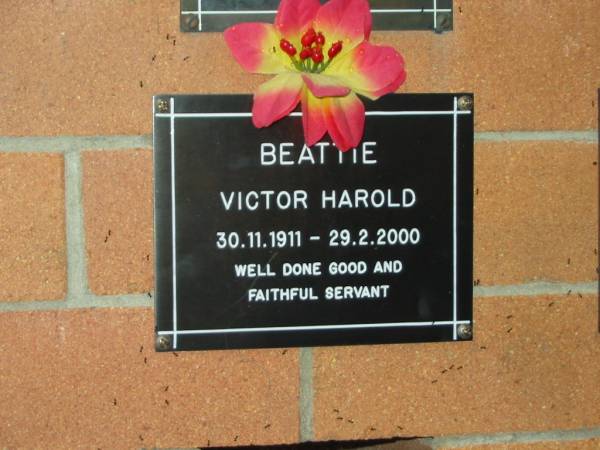 BEATTIE
VICTOR HAROLD
30.11.1911 – 29.2.2000
WELL DONE GOOD AND
FAITHFUL SERVANT